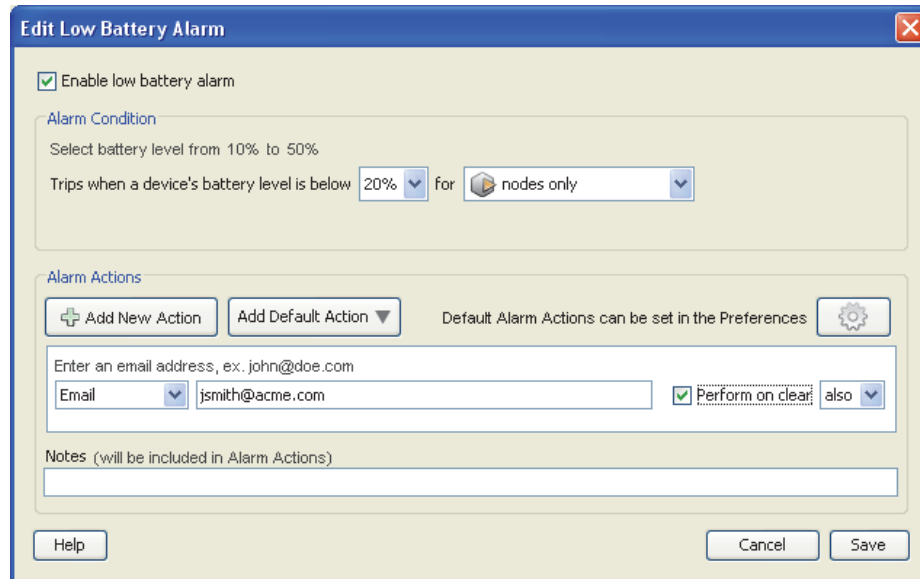 Edit Low Battery Alarm
Enable low battery alarm
Alarm Condition
Select battery level from 10% to 50%
Trips when a device's battery level is below 20% for nodes only
Alarm Actions
Add New Action Add Default Action Default Alarm Actions can be set in the Preferences
Enter an email address, ex. john@doe.com
Email jsmith@acme.com Perform on clear also
Notes (will be included in Alarm Actions)
Help Cancel Save